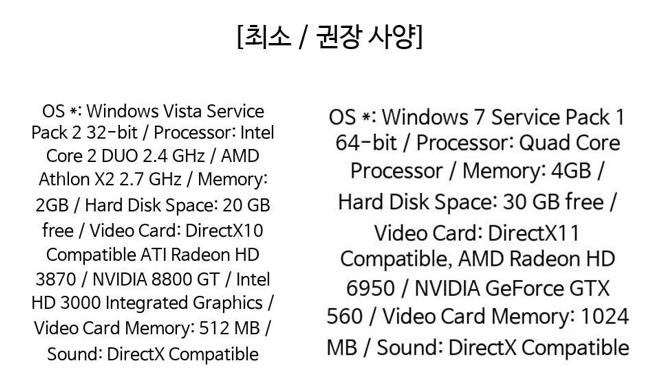 [최소 / 권장 사양]
OS *: Windows Vista Service
Pack 2 32-bit / Processor: Intel
Core 2 DUO 2.4 GHz / AMD
Athlon X2 2.7 GHz / Memory:
2GB / Hard Disk Space: 20 GB
free / Video Card: DirectX10
Compatible ATI Radeon HD
3870 / NVIDIA 8800 GT / Intel
HD 3000 Integrated Graphics /
Video Card Memory: 512 MB /
Sound: DirectX Compatible
OS *: Windows 7 Service Pack 1
64-bit / Processor: Quad Core
Processor / Memory: 4GB /
Hard Disk Space: 30 GB free /
Video Card: DirectX11
Compatible, AMD Radeon HD
6950 / NVIDIA GeForce GTX
560 / Video Card Memory: 1024
MB / Sound: DirectX Compatible